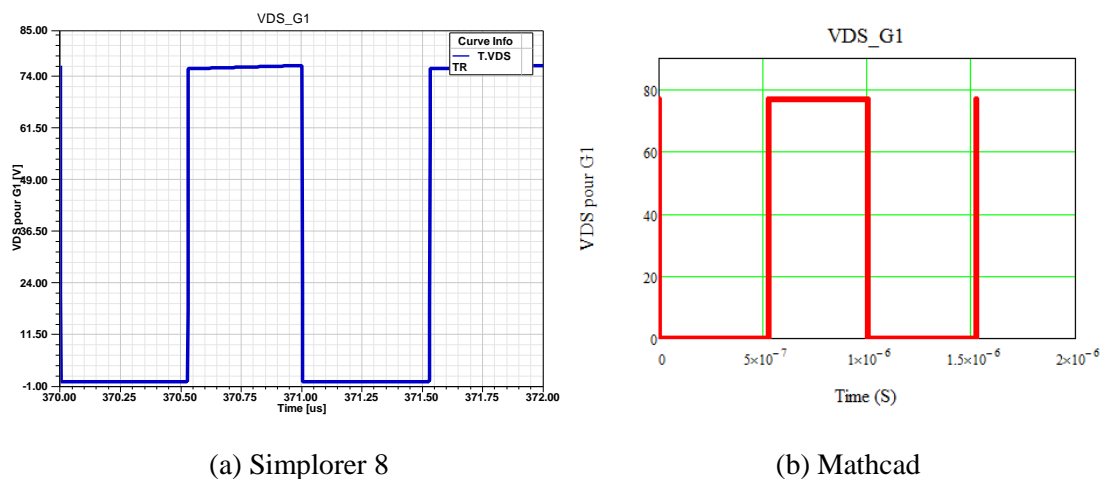 VDS_G1
85.00
74.00
61.50
49.00
36.50
24.00
11.50
-1.00
VDS pour G1 [V]
Curve Info
T.VDS
TR
370.00 370.25 370.50 370.75 371.00 371.25 371.50 371.75 372.00
Time [us]
(a) Simplorer 8
VDS_G1
80
60
40
20
0
VDS pour G1
0 5×10⁻⁷ 1×10⁻⁶ 1.5×10⁻⁶ 2×10⁻⁶
Time (S)
(b) Mathcad